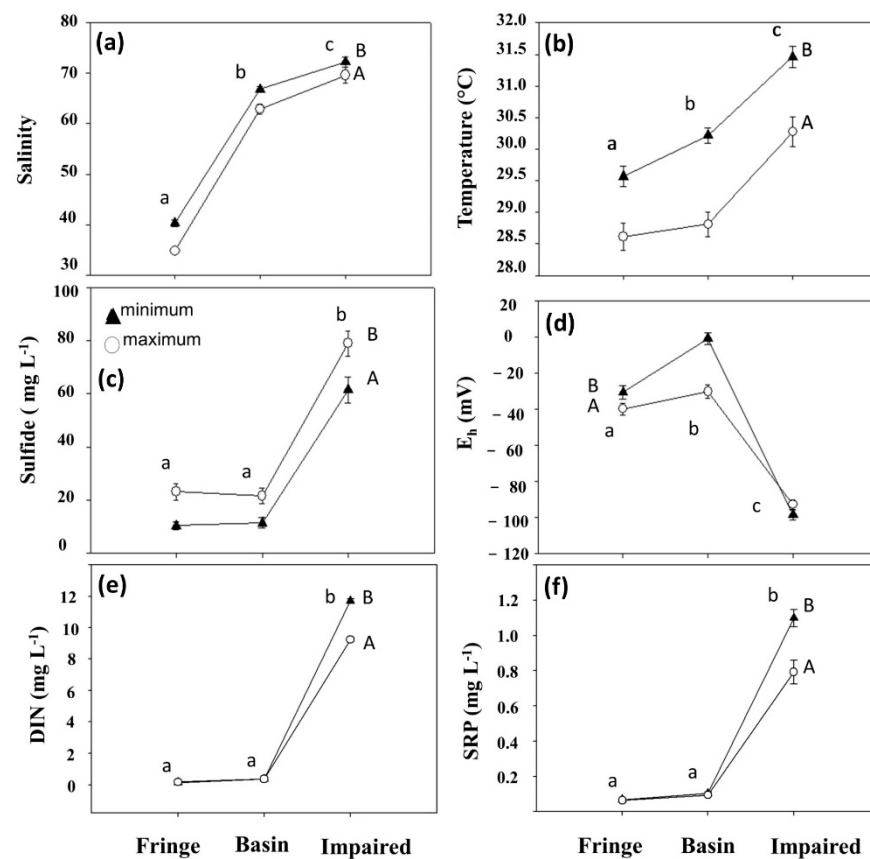 (a)
80
70
60
50
40
30
Salinity
a
b
c
B
A
(b)
32.0
31.5
30.5
30.0
29.5
29.0
28.5
28.0
Temperature (°C)
a
b
c
B
A
(c)
100
80
60
40
20
0
Sulfide ( mg L-1)
minimum
maximum
a
a
b
B
A
(d)
20
0
− 20
− 40
− 60
− 80
− 100
− 120
Eh (mV)
B
A
a
b
c
(e)
12
10
8
6
4
2
0
DIN (mg L-1)
a
a
b
B
A
(f)
1.2
1.0
0.8
0.6
0.4
0.2
SRP (mg L-1)
a
a
b
B
A
Fringe Basin Impaired
Fringe Basin Impaired